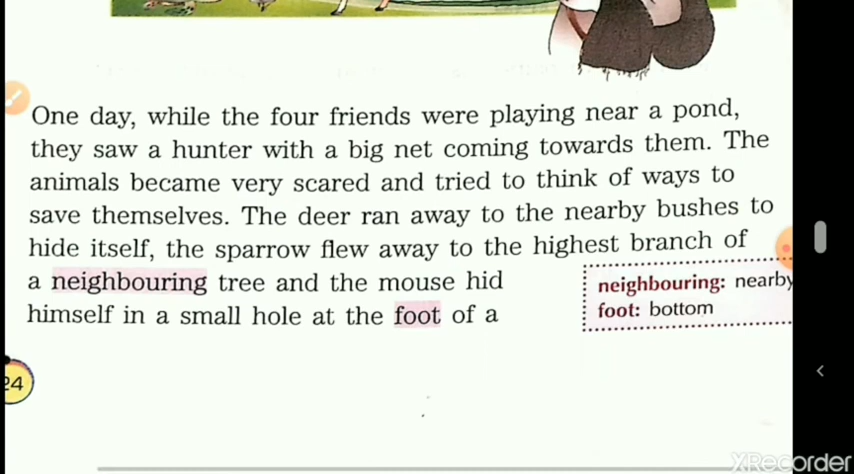 One day, while the four friends were playing near a pond,
they saw a hunter with a big net coming towards them. The
animals became very scared and tried to think of ways to
save themselves. The deer ran away to the nearby bushes to
hide itself, the sparrow flew away to the highest branch of
a neighbouring tree and the mouse hid
himself in a small hole at the foot of a
neighbouring: nearby
foot: bottom
24
XRecorder